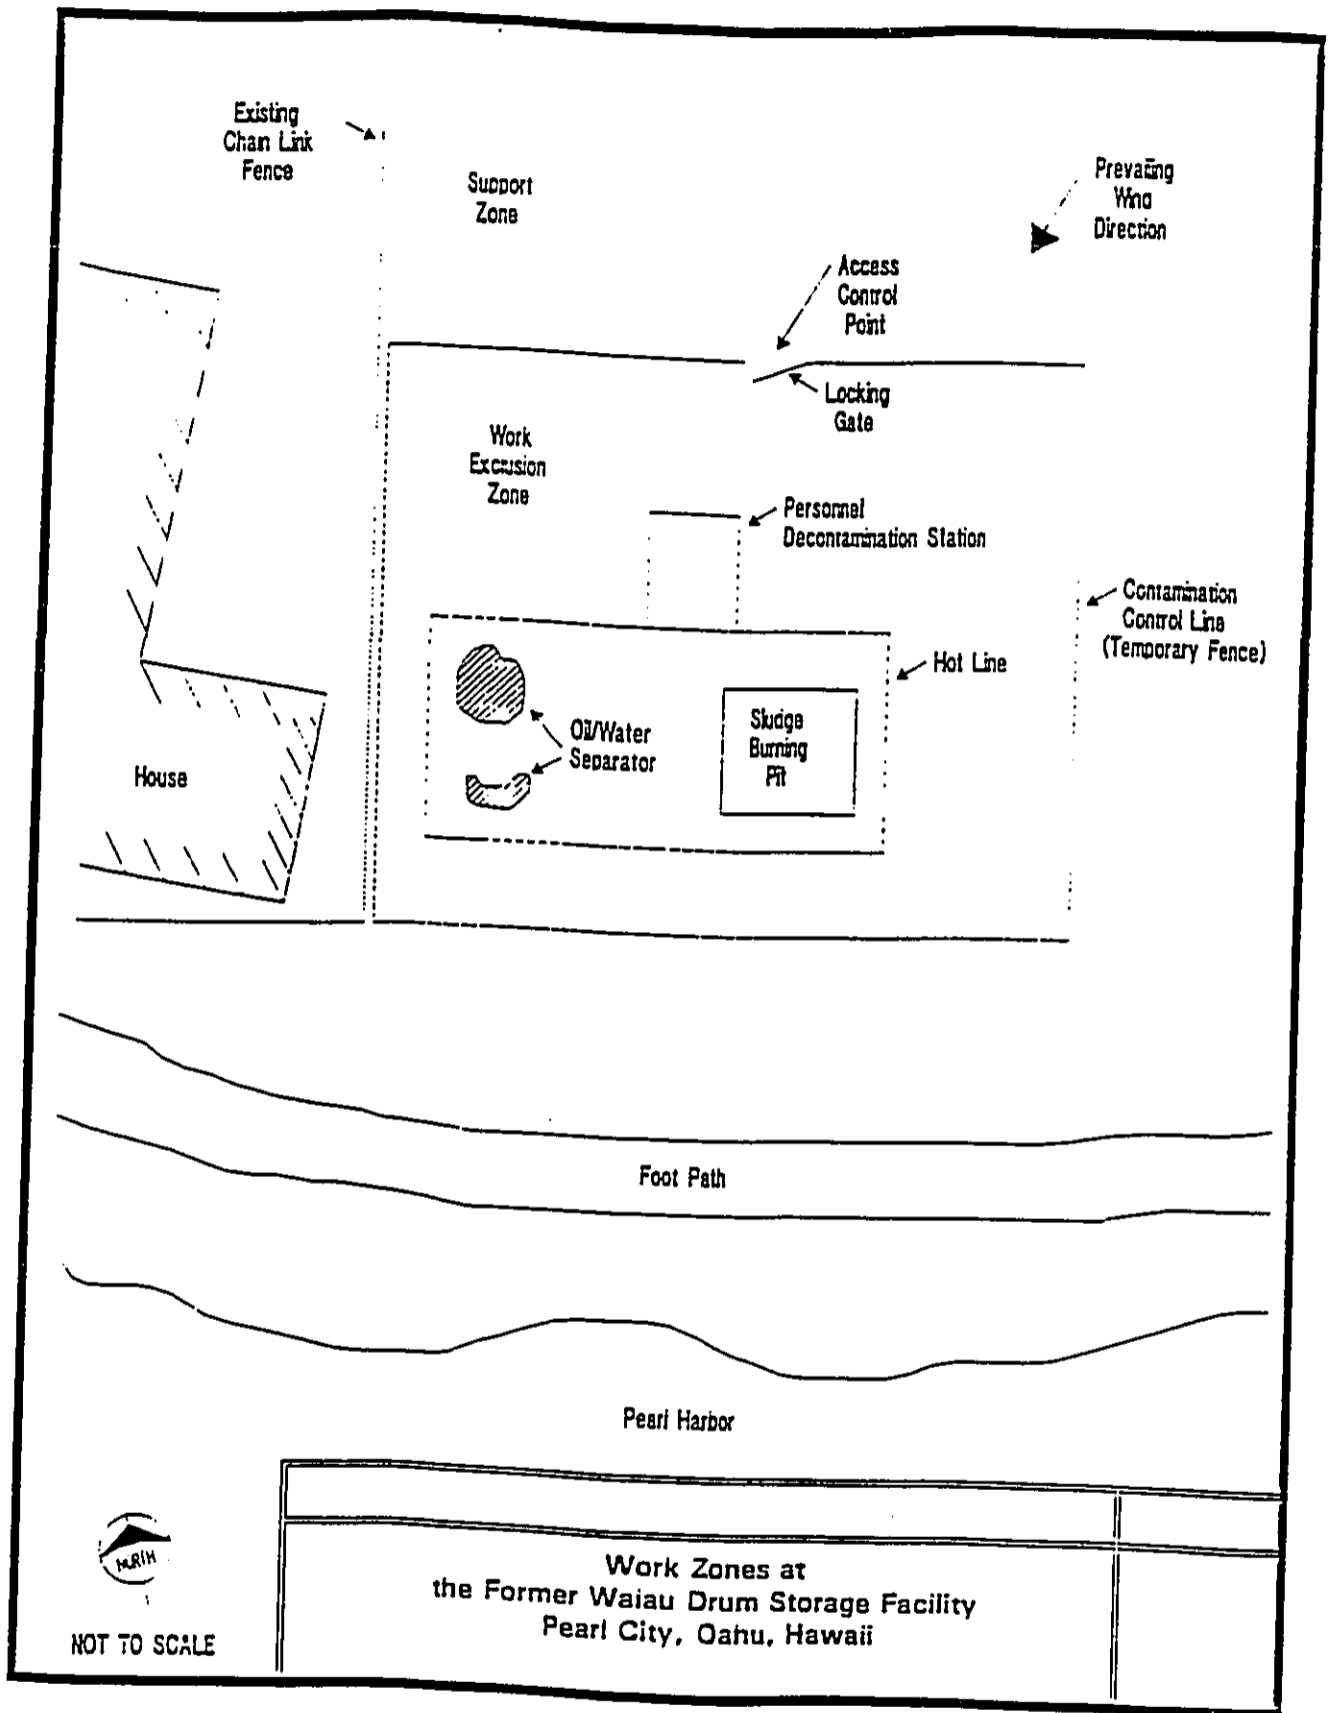 Existing
Chain Link
Fence
Support
Zone
Prevailing
Wind
Direction
Access
Control
Point
Locking
Gate
Work
Exclusion
Zone
Personnel
Decontamination Station
Contamination
Control Line
(Temporary Fence)
Hot Line
Oil/Water
Separator
Sludge
Burning
Pit
House
Foot Path
Pearl Harbor
NORTH
NOT TO SCALE
Work Zones at
the Former Waiau Drum Storage Facility
Pearl City, Oahu, Hawaii